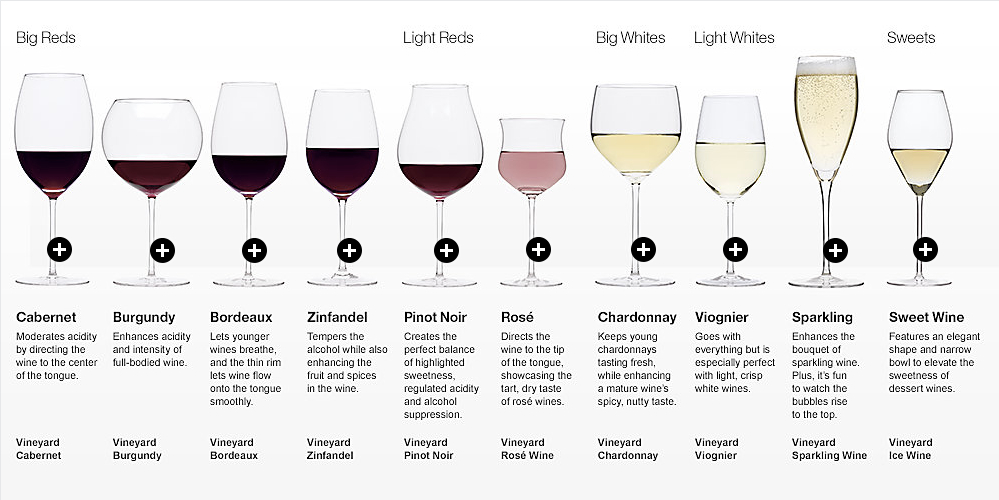 Big Reds
Light Reds
Big Whites
Light Whites
Sweets
Cabernet
Moderates acidity
by directing the
wine to the center
of the tongue.
Vineyard
Cabernet
Burgundy
Enhances acidity
and intensity of
full-bodied wine.
Vineyard
Burgundy
Bordeaux
Lets younger
wines breathe,
and the thin rim
lets wine flow
onto the tongue
smoothly.
Vineyard
Bordeaux
Zinfandel
Tempers the
alcohol while also
enhancing the
fruit and spices
in the wine.
Vineyard
Zinfandel
Pinot Noir
Creates the
perfect balance
of highlighted
sweetness,
regulated acidity
and alcohol
suppression.
Vineyard
Pinot Noir
Rosé
Directs the
wine to the tip
of the tongue,
showcasing the
tart, dry taste
of rosé wines.
Vineyard
Rosé Wine
Chardonnay
Keeps young
chardonnays
tasting fresh,
while enhancing
a mature wine's
spicy, nutty taste.
Vineyard
Chardonnay
Viognier
Goes with
everything but is
especially perfect
with light, crisp
white wines.
Vineyard
Viognier
Sparkling
Enhances the
bouquet of
sparkling wine.
Plus, it's fun
to watch the
bubbles rise
to the top.
Vineyard
Sparkling Wine
Sweet Wine
Features an elegant
shape and narrow
bowl to elevate the
sweetness of
dessert wines.
Vineyard
Ice Wine